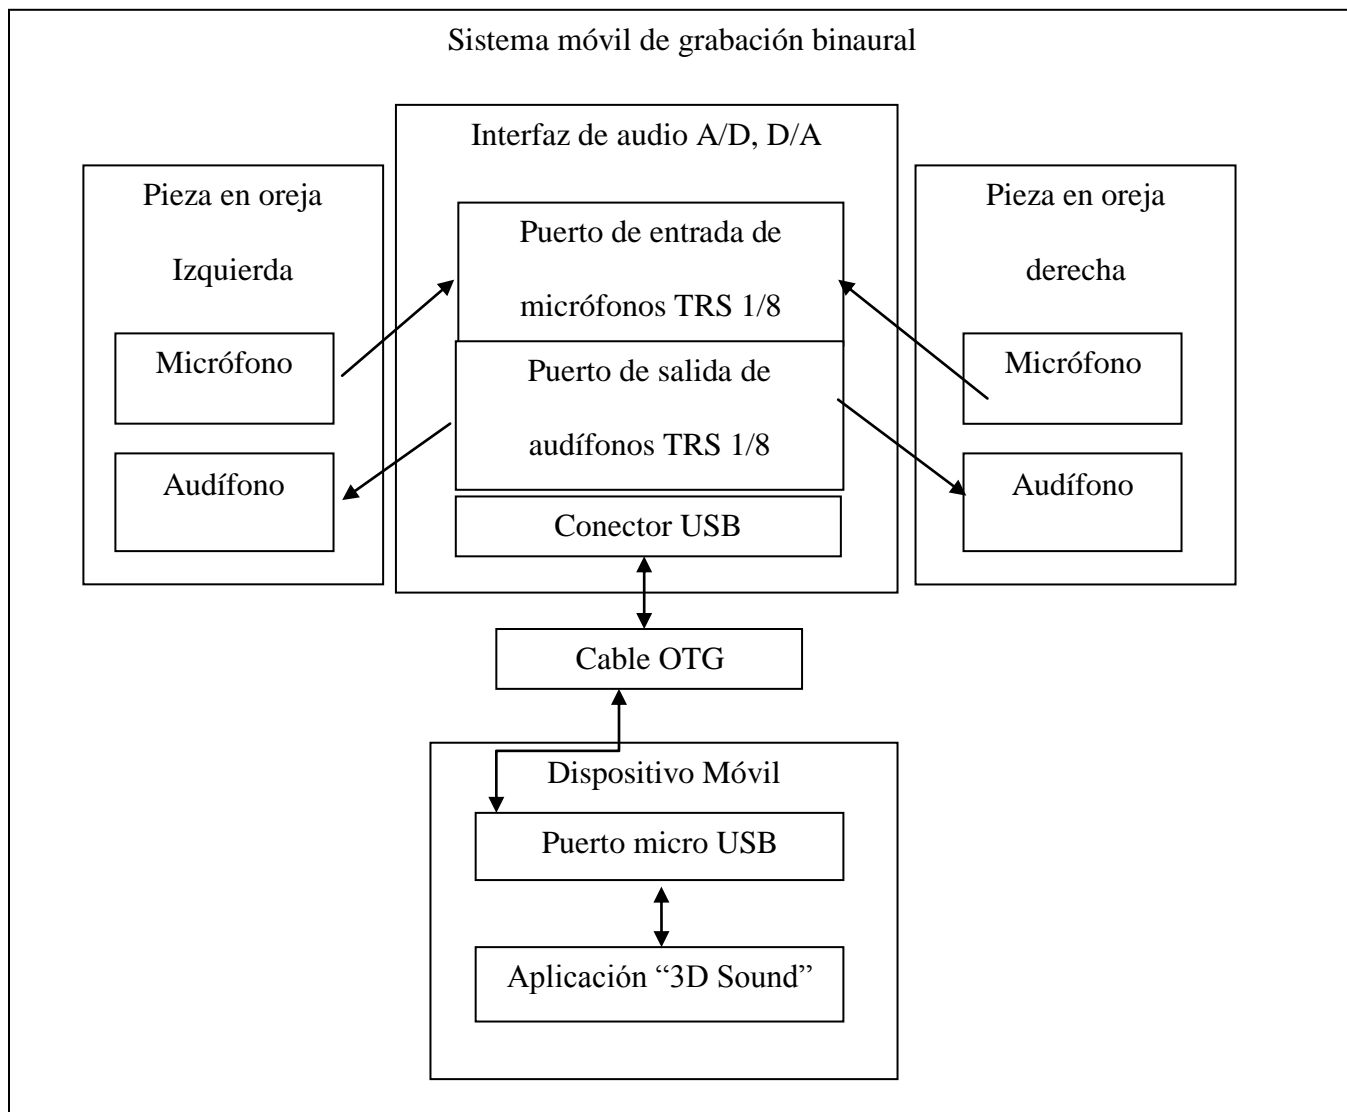 Sistema móvil de grabación binaural
Interfaz de audio A/D, D/A
Pieza en oreja
Izquierda
Micrófono
Audífono
Puerto de entrada de
micrófonos TRS 1/8
Puerto de salida de
audífonos TRS 1/8
Conector USB
Pieza en oreja
derecha
Micrófono
Audífono
Cable OTG
Dispositivo Móvil
Puerto micro USB
Aplicación “3D Sound”